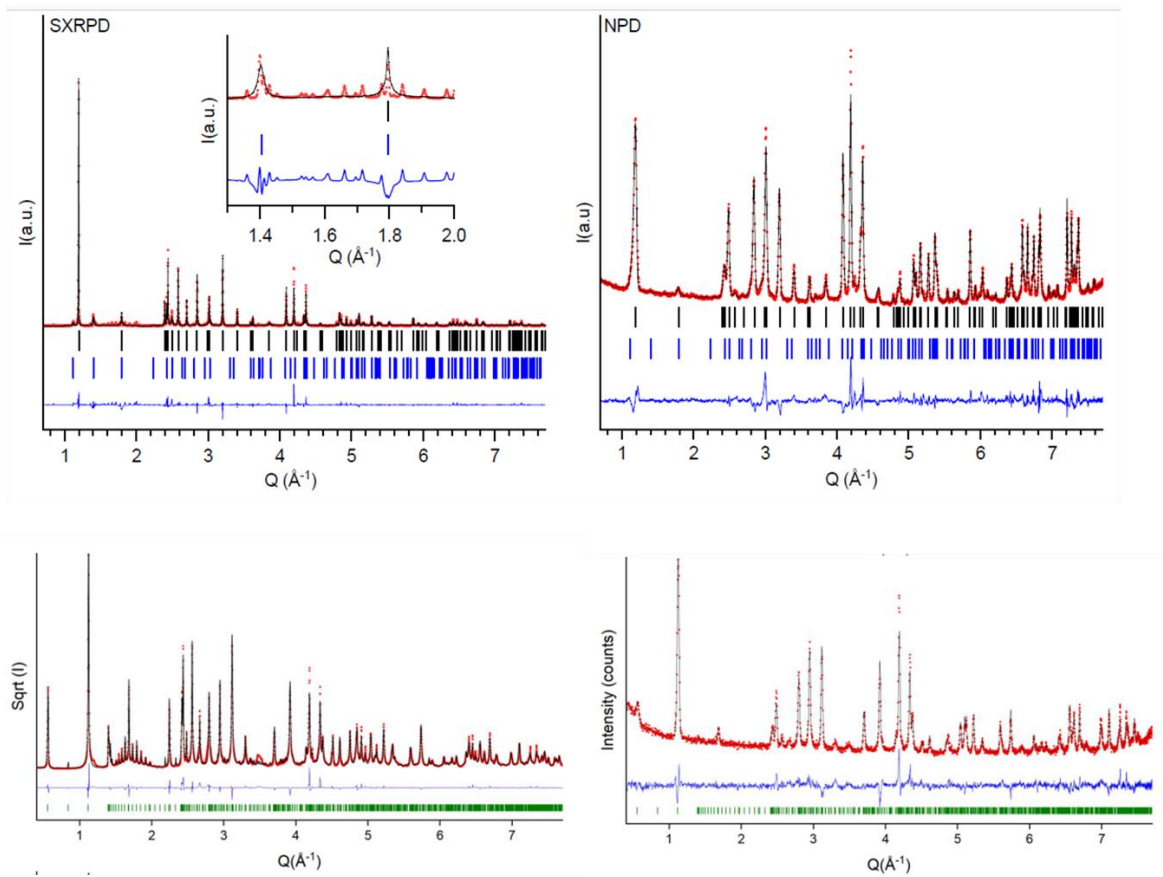 SXRPD
I(a.u.)
I(a.u.)
1.4 1.6 1.8 2.0
Q (Å⁻¹)
1 2 3 4 5 6 7
Q (Å⁻¹)
NPD
I(a.u)
1 2 3 4 5 6 7
Q (Å⁻¹)
Sqrt (I)
1 2 3 4 5 6 7
Q(Å⁻¹)
Intensity (counts)
1 2 3 4 5 6 7
Q(Å⁻¹)